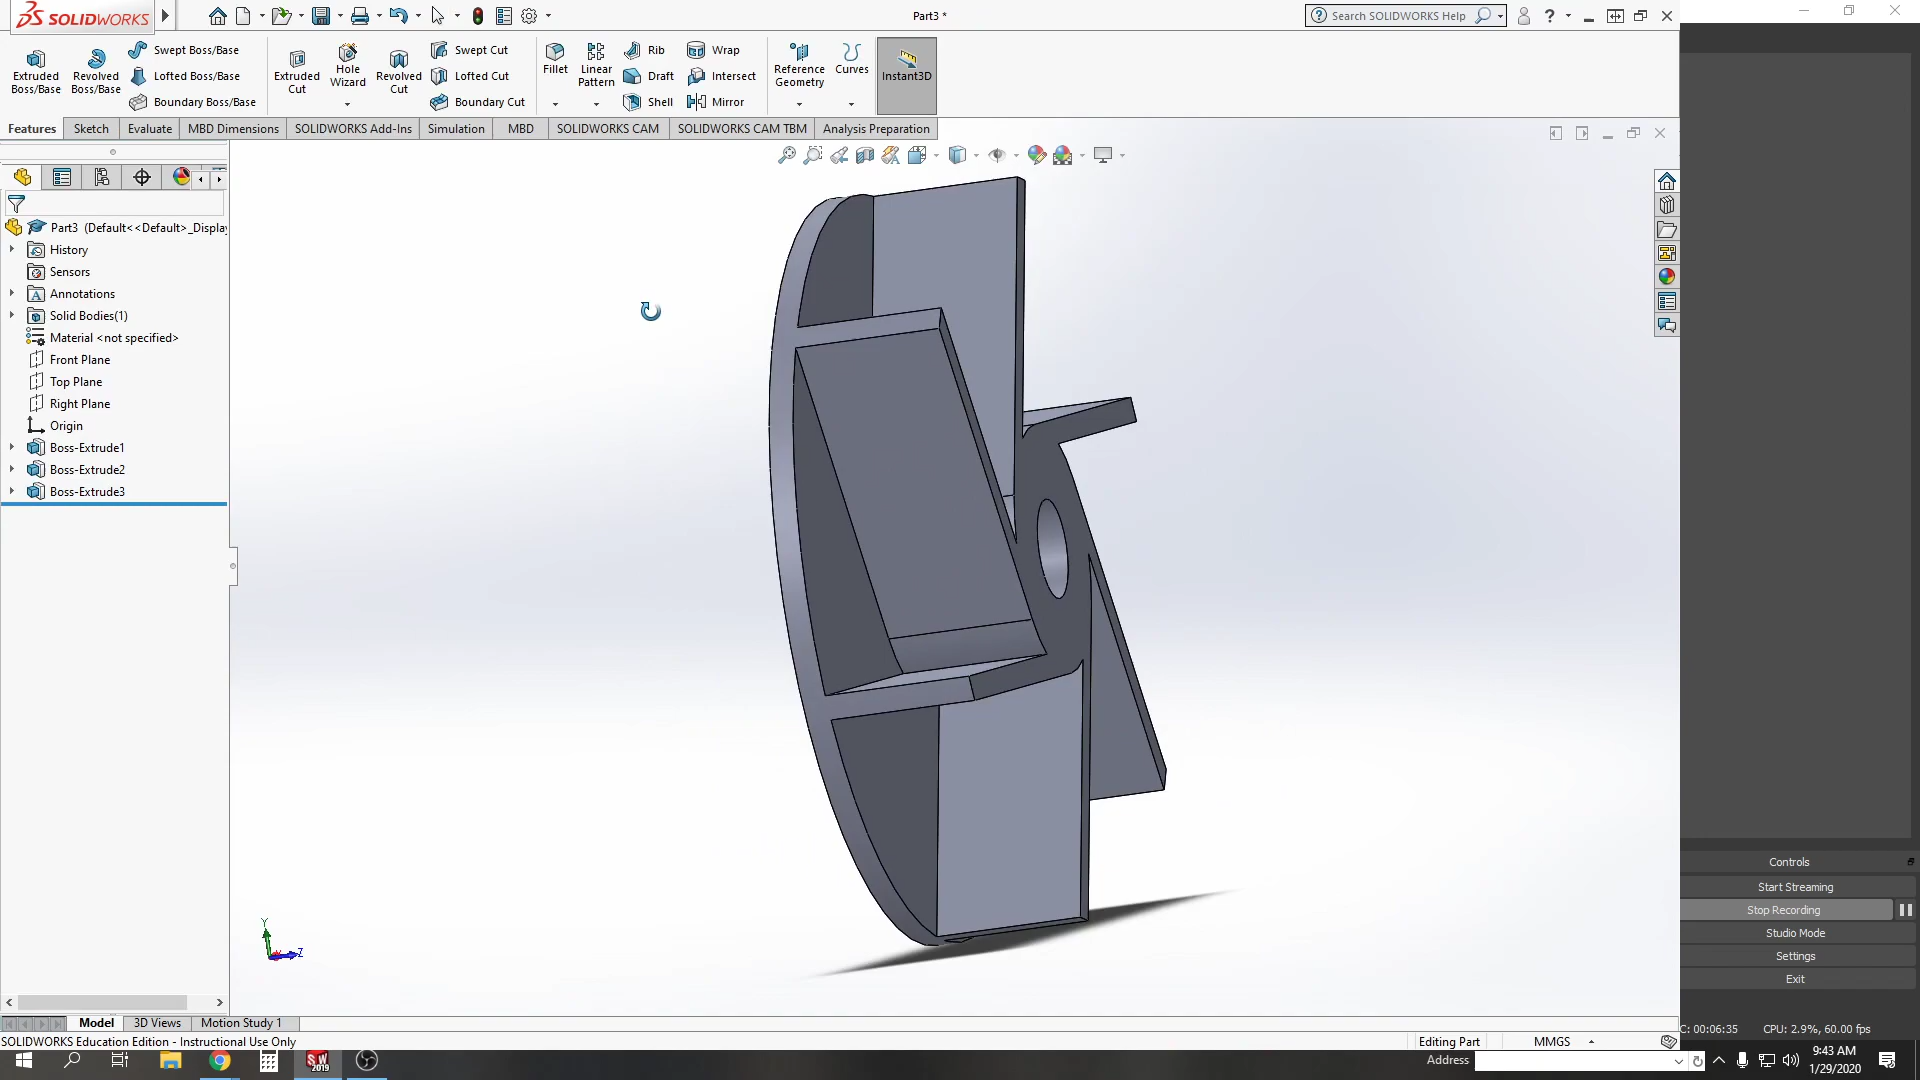 SOLIDWORKS
Part3 *
Search SOLIDWORKS Help
Extruded Boss/Base
Revolved Boss/Base
Swept Boss/Base
Lofted Boss/Base
Boundary Boss/Base
Extruded Cut
Hole Wizard
Revolved Cut
Swept Cut
Lofted Cut
Boundary Cut
Fillet
Linear Pattern
Rib
Draft
Shell
Wrap
Intersect
Mirror
Reference Geometry
Curves
Instant3D
Features Sketch Evaluate MBD Dimensions SOLIDWORKS Add-Ins Simulation MBD SOLIDWORKS CAM SOLIDWORKS CAM TBM Analysis Preparation
Part3 (Default<<Default>_Display
History
Sensors
Annotations
Solid Bodies(1)
Material <not specified>
Front Plane
Top Plane
Right Plane
Origin
Boss-Extrude1
Boss-Extrude2
Boss-Extrude3
Y
Z
Controls
Start Streaming
Stop Recording
Studio Mode
Settings
Exit
C: 00:06:35 CPU: 2.9%, 60.00 fps
Model 3D Views Motion Study 1
SOLIDWORKS Education Edition - Instructional Use Only
Editing Part MMGS
SW 2019
Address
9:43 AM
1/29/2020